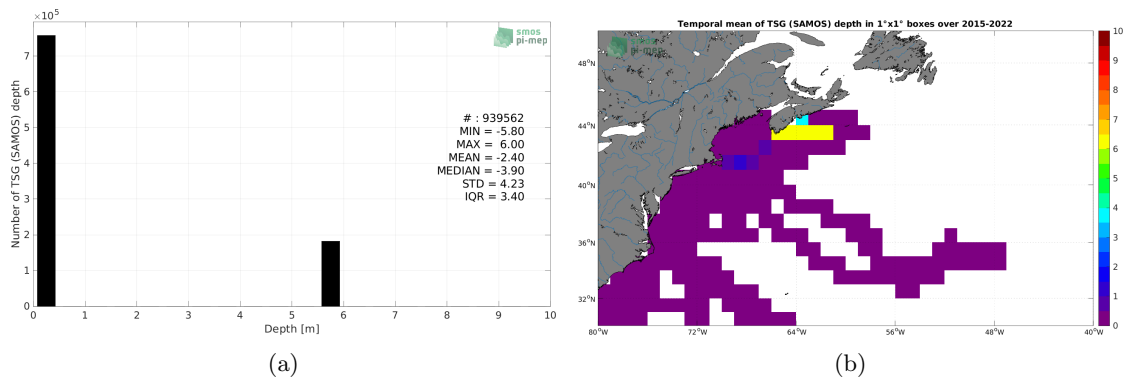 ×10⁵
smos
pi-mep
7
6
5
4
3
2
1
0
Number of TSG (SAMOS) depth
# : 939562
MIN = -5.80
MAX = 6.00
MEAN = -2.40
MEDIAN = -3.90
STD = 4.23
IQR = 3.40
0 1 2 3 4 5 6 7 8 9 10
Depth [m]
(a)
Temporal mean of TSG (SAMOS) depth in 1°x1° boxes over 2015-2022
smos
pi-mep
48°N
44°N
40°N
36°N
32°N
80°W 72°W 64°W 56°W 48°W 40°W
10
9
8
7
6
5
4
3
2
1
0
(b)